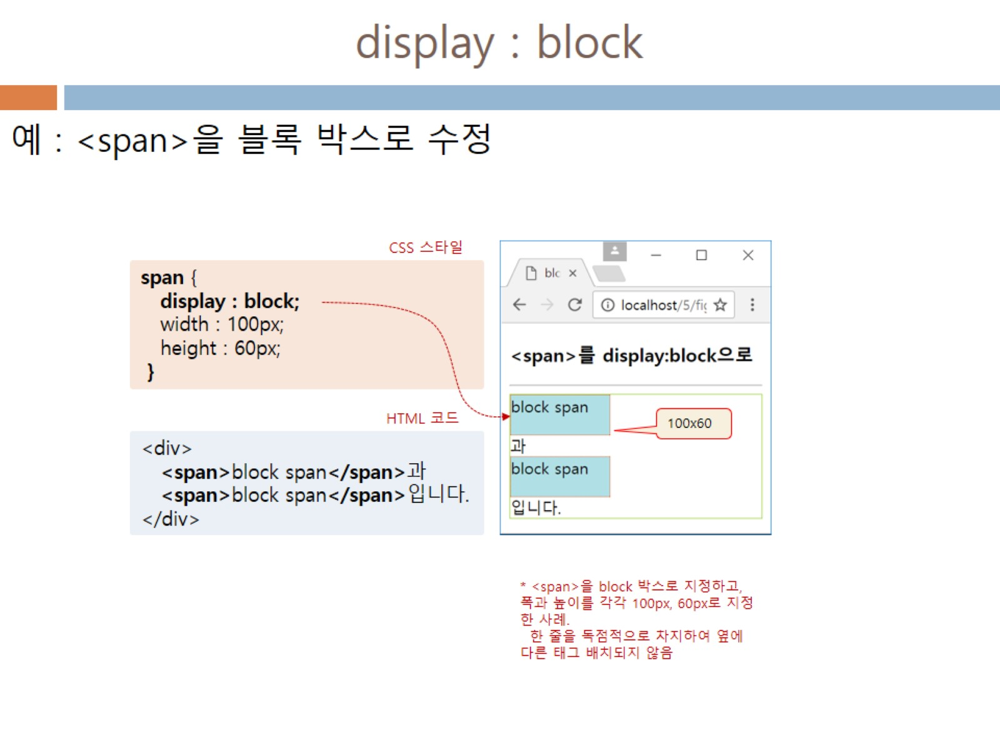 display : block
예 : <span>을 블록 박스로 수정
CSS 스타일
span {
display : block;
width : 100px;
height : 60px;
}
HTML 코드
<div>
<span>block span</span>과
<span>block span</span>입니다.
</div>
blc
localhost/5/fig
<span>를 display:block으로
block span
100x60
과
block span
입니다.
* <span>을 block 박스로 지정하고,
폭과 높이를 각각 100px, 60px로 지정
한 사례.
한 줄을 독점적으로 차지하여 옆에
다른 태그 배치되지 않음